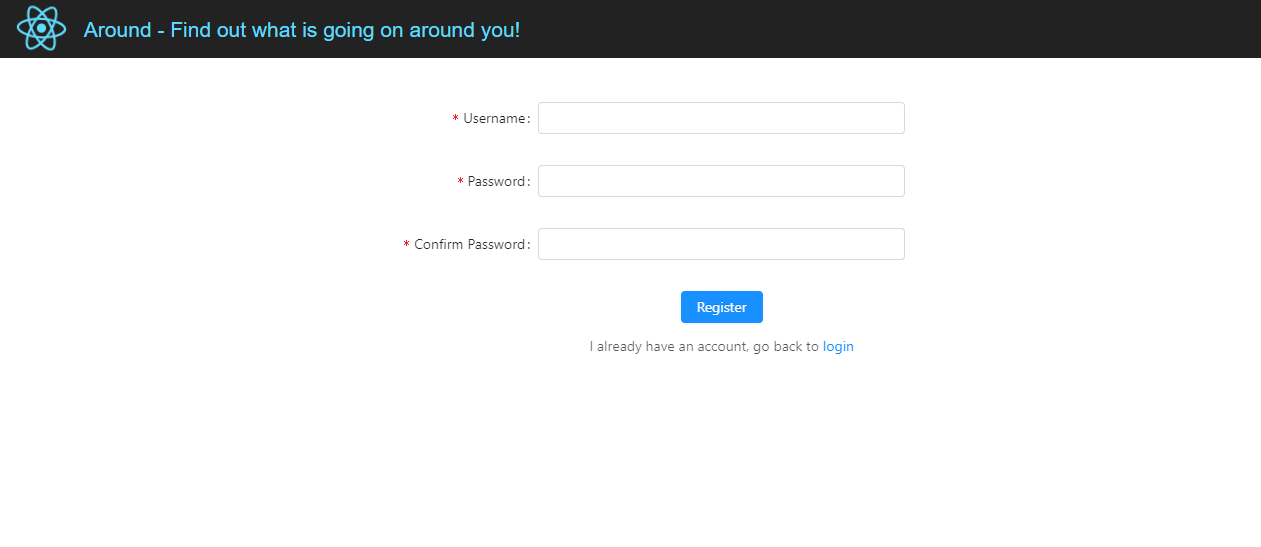 Around - Find out what is going on around you!
* Username:
* Password:
* Confirm Password:
Register
I already have an account, go back to login